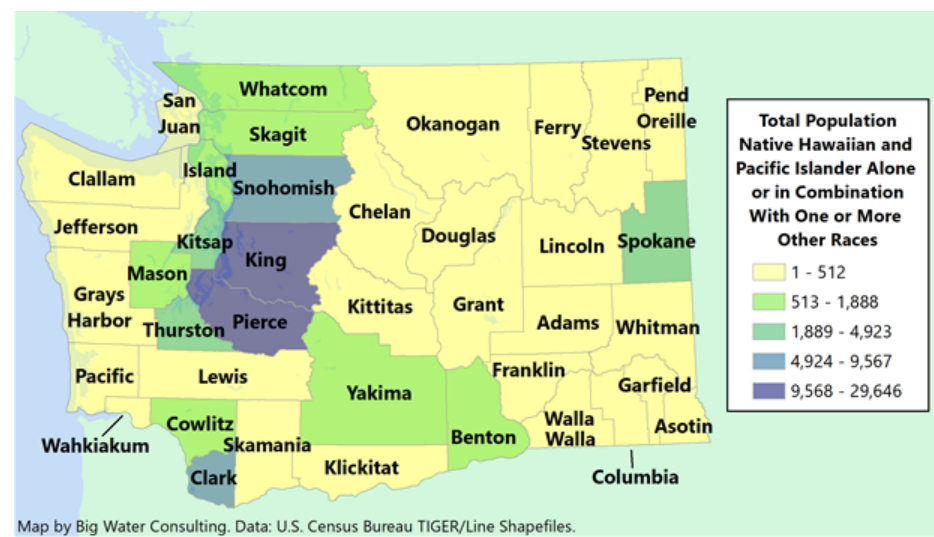 Whatcom
San
Juan
Skagit
Okanogan
Ferry
Stevens
Pend
Oreille
Island
Snohomish
Clallam
Chelan
Jefferson
Kitsap
Douglas
Lincoln
Spokane
King
Mason
Grays
Harbor
Kittitas
Grant
Thurston
Pierce
Adams
Whitman
Pacific
Lewis
Franklin
Garfield
Yakima
Cowlitz
Walla
Walla
Asotin
Wahkiakum
Skamania
Benton
Clark
Klickitat
Columbia
Total Population
Native Hawaiian and
Pacific Islander Alone
or in Combination
With One or More
Other Races
1 - 512
513 - 1,888
1,889 - 4,923
4,924 - 9,567
9,568 - 29,646
Map by Big Water Consulting. Data: U.S. Census Bureau TIGER/Line Shapefiles.